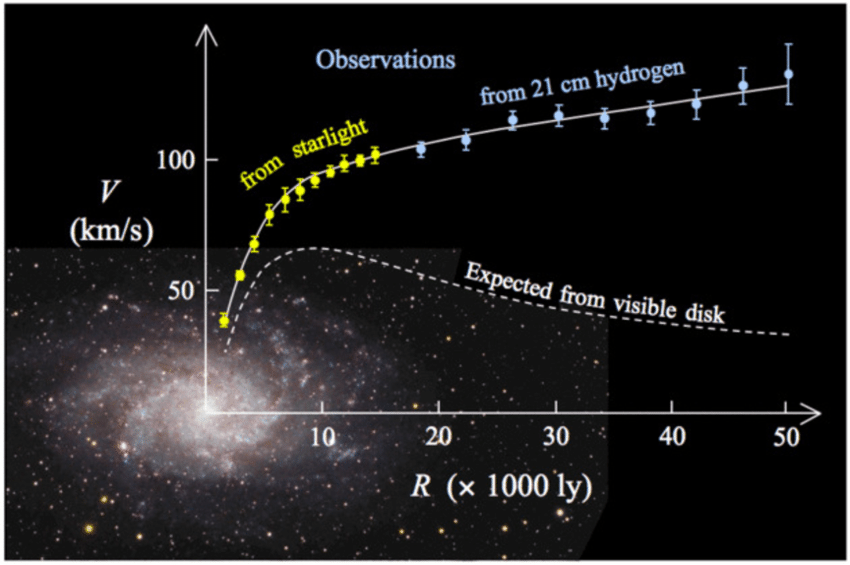 Observations
from 21 cm hydrogen
from starlight
100
V
(km/s)
50
Expected from visible disk
10 20 30 40 50
R (× 1000 ly)